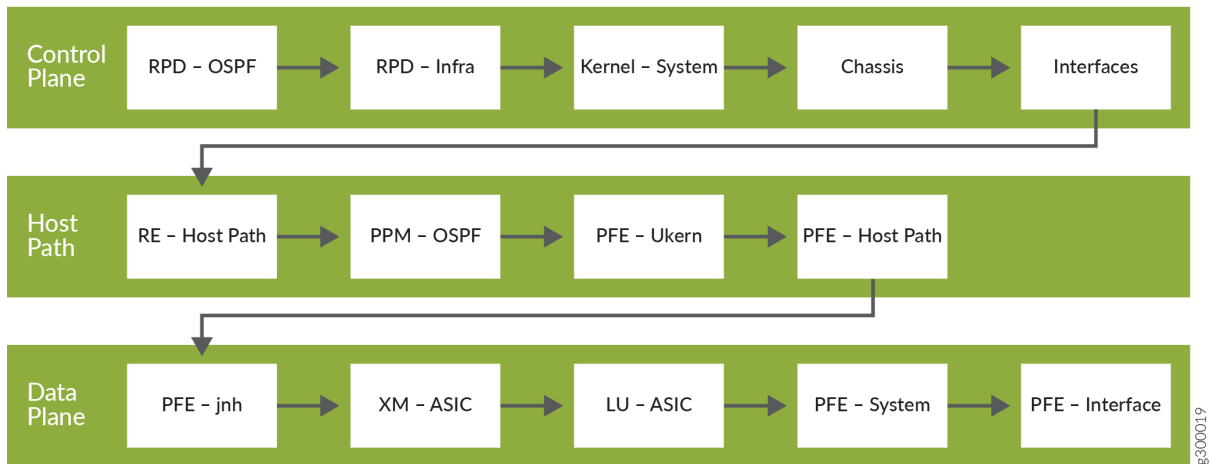 Control
Plane
RPD – OSPF
RPD – Infra
Kernel – System
Chassis
Interfaces
Host
Path
RE – Host Path
PPM – OSPF
PFE – Ukern
PFE – Host Path
Data
Plane
PFE – jnh
XM – ASIC
LU – ASIC
PFE – System
PFE – Interface
g300019